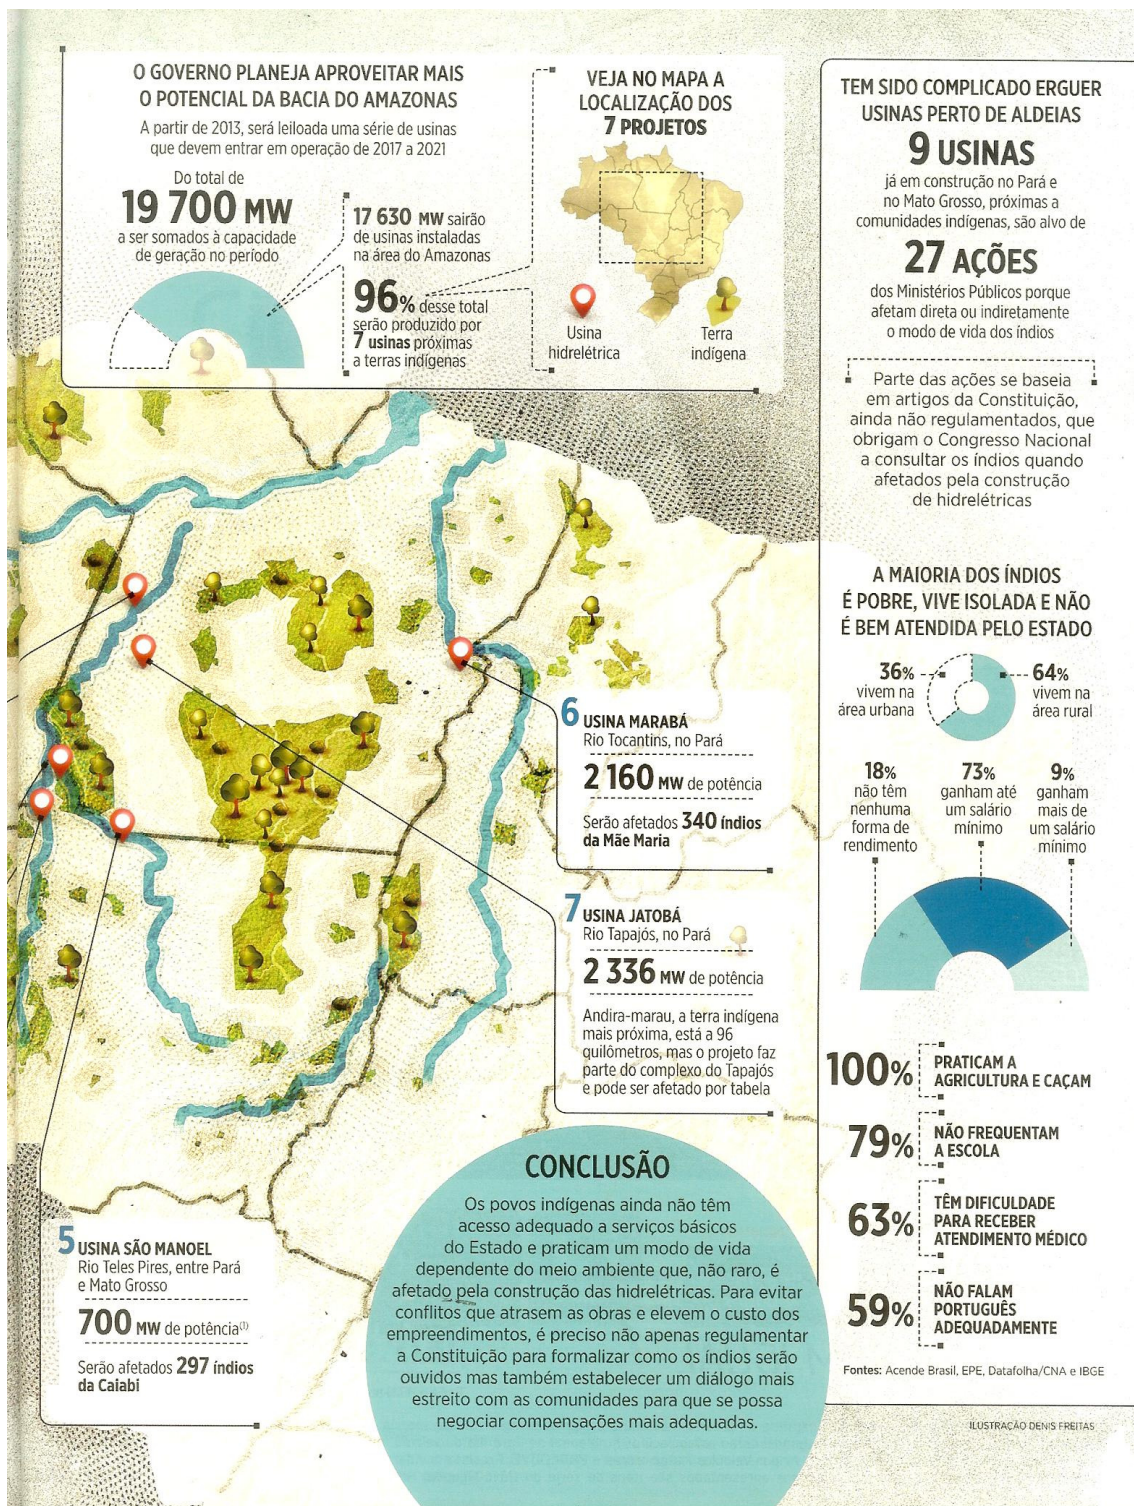 O GOVERNO PLANEJA APROVEITAR MAIS
O POTENCIAL DA BACIA DO AMAZONAS
A partir de 2013, será leiloada uma série de usinas
que devem entrar em operação de 2017 a 2021
Do total de
19 700 MW
a ser somados à capacidade
de geração no período
17 630 MW sairão
de usinas instaladas
na área do Amazonas
96% desse total
serão produzido por
7 usinas próximas
a terras indígenas
VEJA NO MAPA A
LOCALIZAÇÃO DOS
7 PROJETOS
Usina
hidrelétrica
Terra
indígena
TEM SIDO COMPLICADO ERGUER
USINAS PERTO DE ALDEIAS
9 USINAS
já em construção no Pará e
no Mato Grosso, próximas a
comunidades indígenas, são alvo de
27 AÇÕES
dos Ministérios Públicos porque
afetam direta ou indiretamente
o modo de vida dos índios
Parte das ações se baseia
em artigos da Constituição,
ainda não regulamentados, que
obrigam o Congresso Nacional
a consultar os índios quando
afetados pela construção
de hidrelétricas
A MAIORIA DOS ÍNDIOS
É POBRE, VIVE ISOLADA E NÃO
É BEM ATENDIDA PELO ESTADO
36%
vivem na
área urbana
64%
vivem na
área rural
18%
não têm
nenhuma
forma de
rendimento
73%
ganham até
um salário
mínimo
9%
ganham
mais de
um salário
mínimo
100%
PRATICAM A
AGRICULTURA E CAÇAM
79%
NÃO FREQUENTAM
A ESCOLA
63%
TÊM DIFICULDADE
PARA RECEBER
ATENDIMENTO MÉDICO
59%
NÃO FALAM
PORTUGUÊS
ADEQUADAMENTE
Fontes: Acende Brasil, EPE, Datafolha/CNA e IBGE
ILUSTRAÇÃO DENIS FREITAS
6 USINA MARABÁ
Rio Tocantins, no Pará
2 160 MW de potência
Serão afetados 340 índios
da Mãe Maria
7 USINA JATOBÁ
Rio Tapajós, no Pará
2 336 MW de potência
Andira-marau, a terra indígena
mais próxima, está a 96
quilômetros, mas o projeto faz
parte do complexo do Tapajós
e pode ser afetado por tabela
5 USINA SÃO MANOEL
Rio Teles Pires, entre Pará
e Mato Grosso
700 MW de potência(1)
Serão afetados 297 índios
da Caiabi
CONCLUSÃO
Os povos indígenas ainda não têm
acesso adequado a serviços básicos
do Estado e praticam um modo de vida
dependente do meio ambiente que, não raro, é
afetado pela construção das hidrelétricas. Para evitar
conflitos que atrasem as obras e elevem o custo dos
empreendimentos, é preciso não apenas regulamentar
a Constituição para formalizar como os índios serão
ouvidos mas também estabelecer um diálogo mais
estreito com as comunidades para que se possa
negociar compensações mais adequadas.